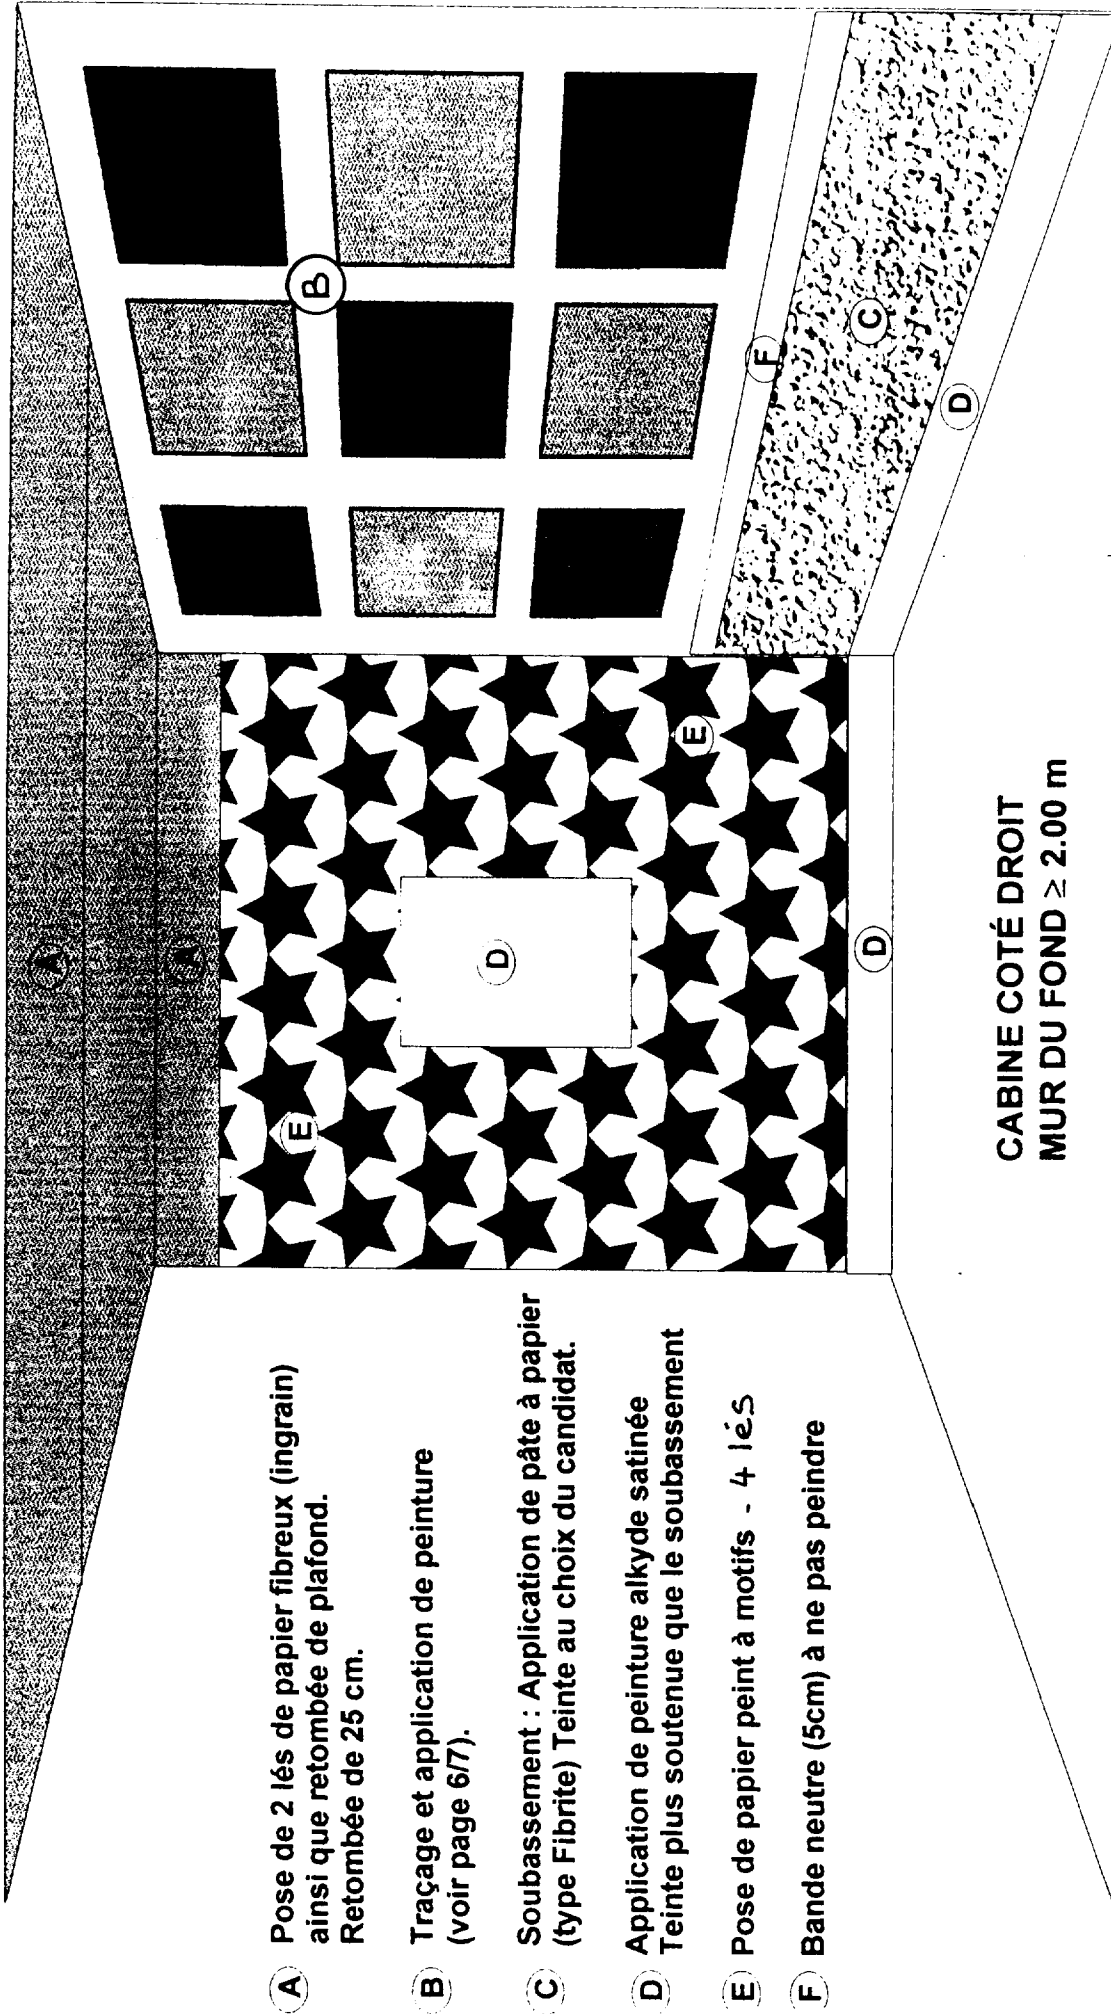 A Pose de 2 lés de papier fibreux (ingrain)
ainsi que retombée de plafond.
Retombée de 25 cm.
B Traçage et application de peinture
(voir page 6/7).
C Soubassement : Application de pâte à papier
(type Fibrite) Teinte au choix du candidat.
D Application de peinture alkyde satinée
Teinte plus soutenue que le soubassement
E Pose de papier peint à motifs - 4 lés
F Bande neutre (5cm) à ne pas peindre
A
A
B
E
D
E
F
C
D
D
CABINE COTÉ DROIT
MUR DU FOND ≥ 2.00 m